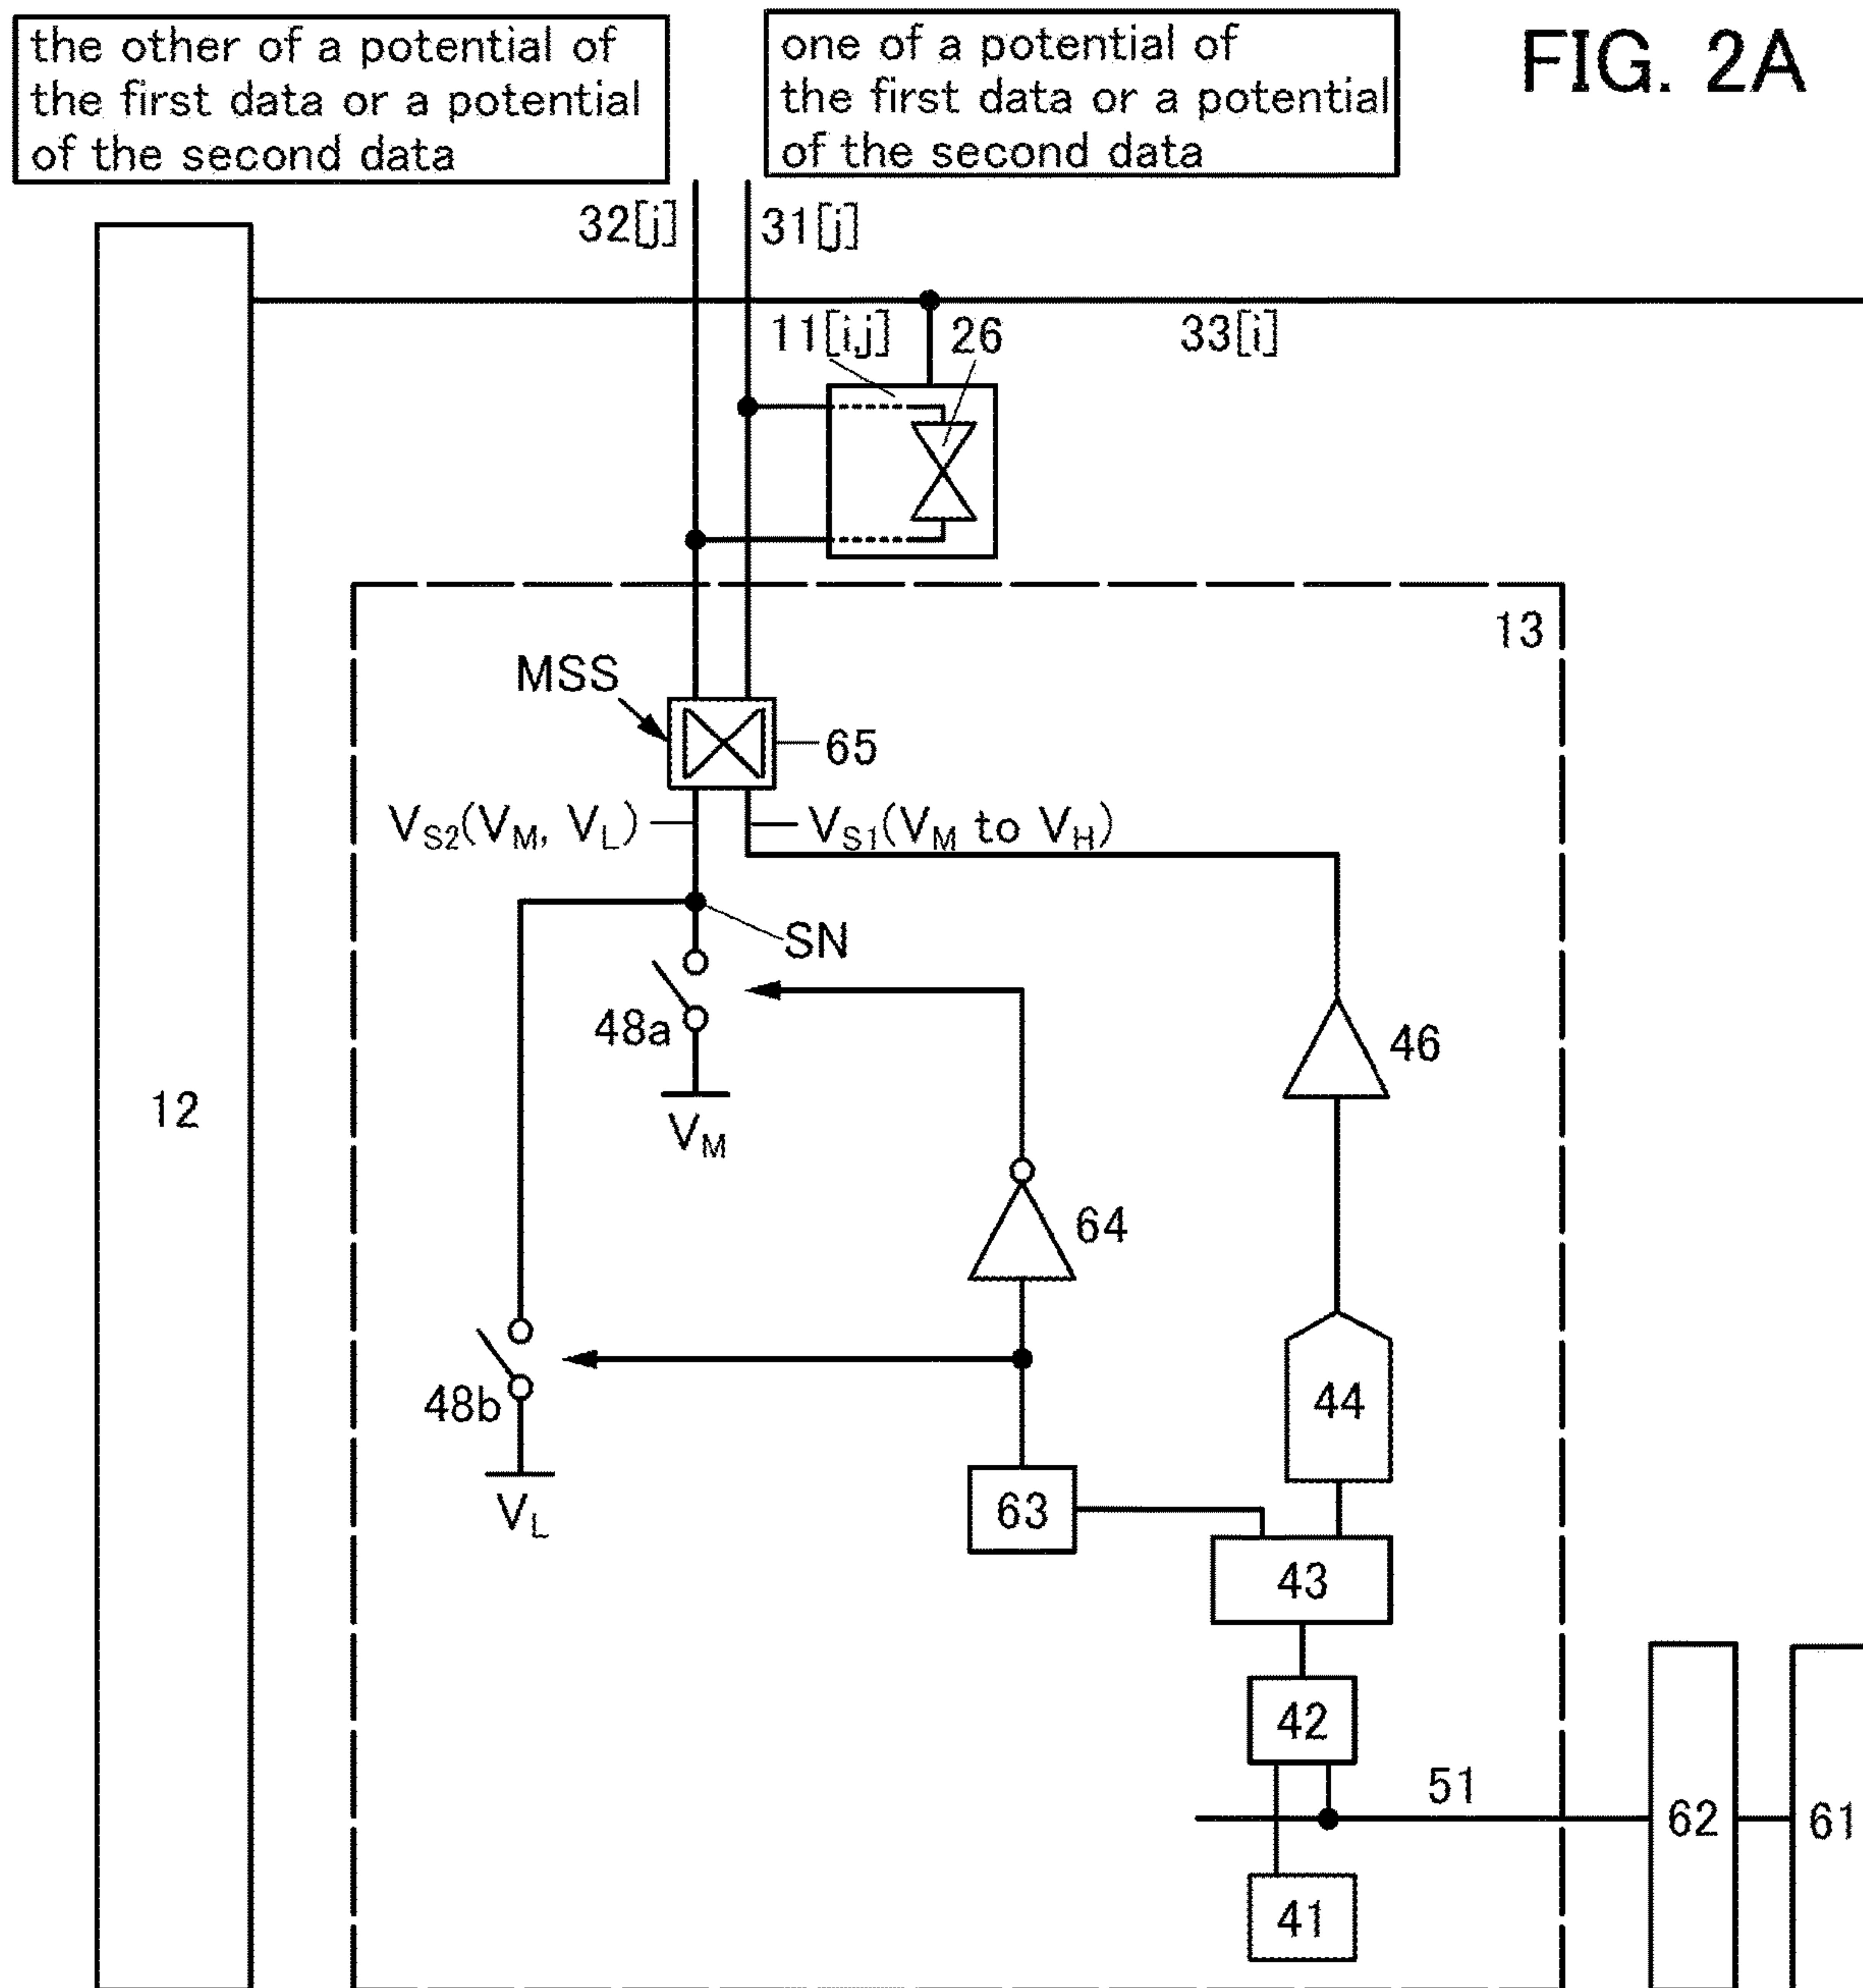 the other of a potential of
the first data or a potential
of the second data
one of a potential of
the first data or a potential
of the second data
FIG. 2A
32[j]
31[j]
11[i,j]
26
33[i]
13
MSS
65
VS2(VM, VL)
VS1(VM to VH)
SN
48a
46
12
VM
64
48b
44
VL
63
43
42
51
62
61
41